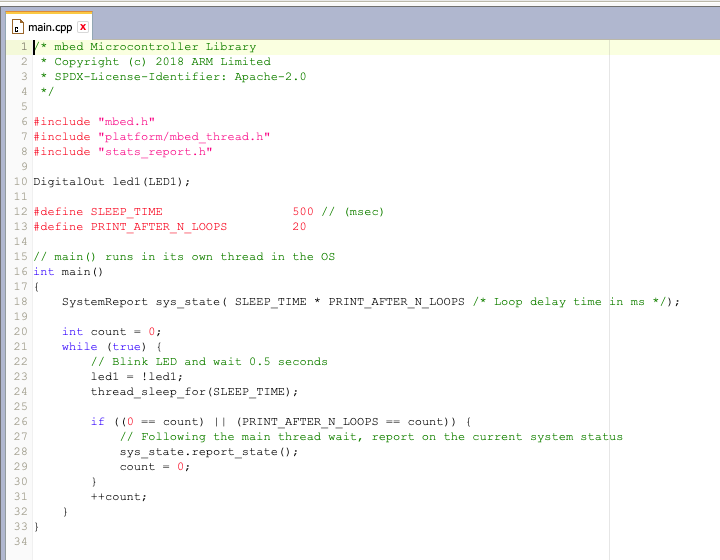 main.cpp x
1 /* mbed Microcontroller Library
2  * Copyright (c) 2018 ARM Limited
3  * SPDX-License-Identifier: Apache-2.0
4  */
5
6 #include "mbed.h"
7 #include "platform/mbed_thread.h"
8 #include "stats_report.h"
9
10 DigitalOut led1(LED1);
11
12 #define SLEEP_TIME                  500 // (msec)
13 #define PRINT_AFTER_N_LOOPS         20
14
15 // main() runs in its own thread in the OS
16 int main()
17 {
18     SystemReport sys_state( SLEEP_TIME * PRINT_AFTER_N_LOOPS /* Loop delay time in ms */);
19
20     int count = 0;
21     while (true) {
22         // Blink LED and wait 0.5 seconds
23         led1 = !led1;
24         thread_sleep_for(SLEEP_TIME);
25
26         if ((0 == count) || (PRINT_AFTER_N_LOOPS == count)) {
27             // Following the main thread wait, report on the current system status
28             sys_state.report_state();
29             count = 0;
30         }
31         ++count;
32     }
33 }
34